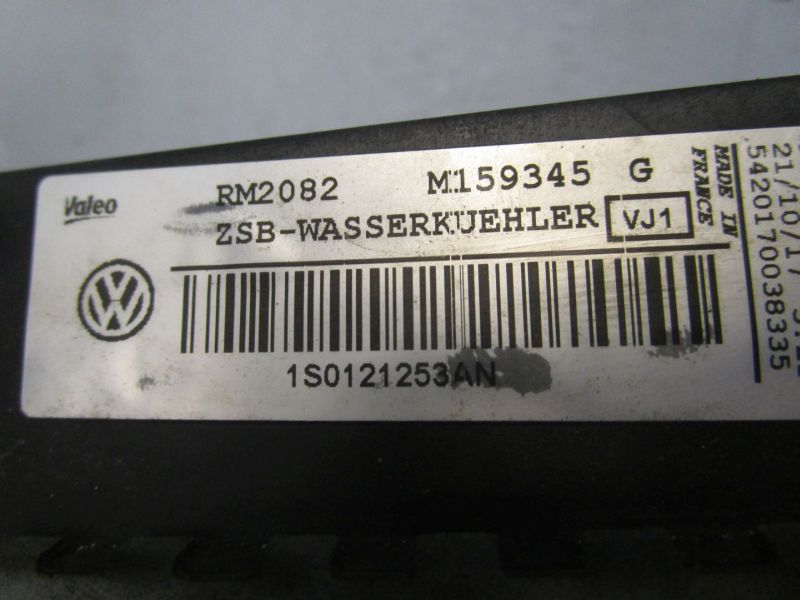 Valeo
RM2082 M159345 G
ZSB-WASSERKUEHLER VJ1
1S0121253AN
MADE IN
FRANCE
21/10/17
5420170038335